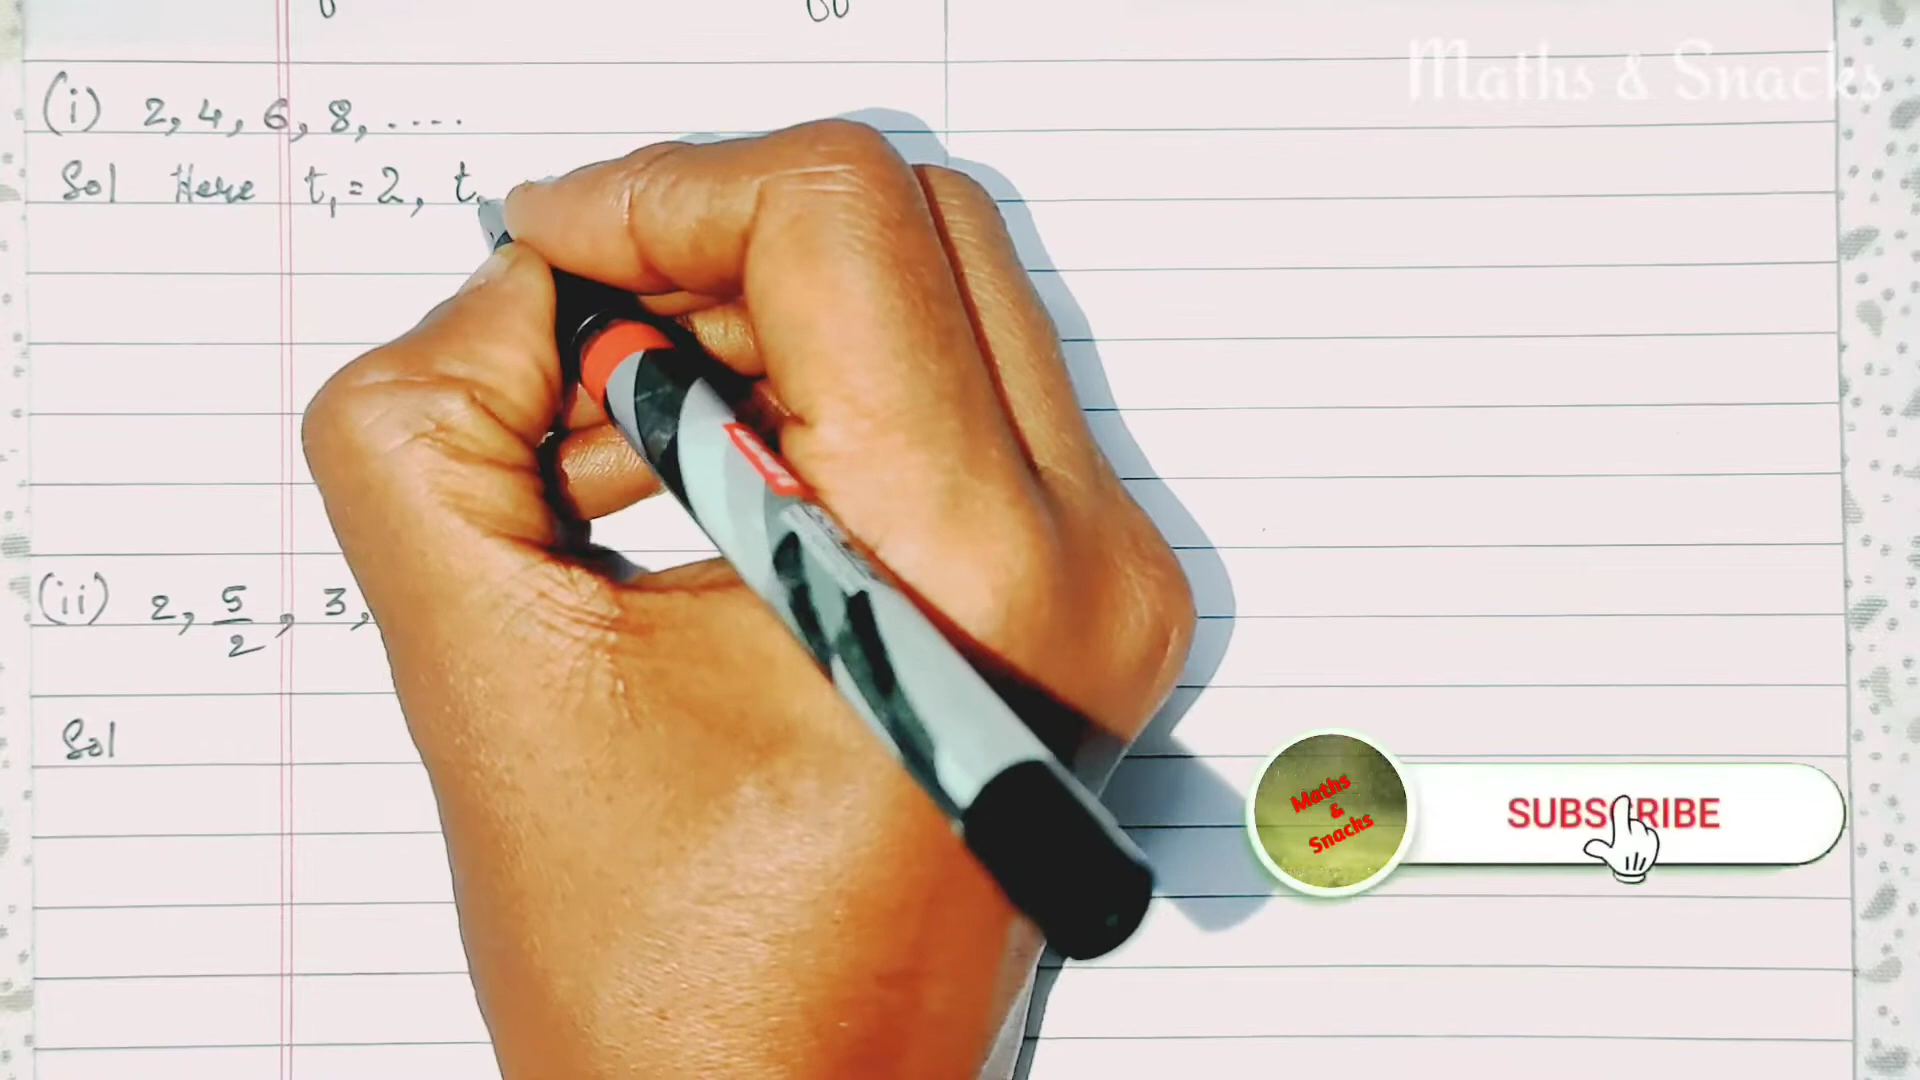 Maths & Snacks
(i) 2, 4, 6, 8, ....
Sol Here t₁ = 2, t
(ii) 2, 5/2, 3,
Sol
Maths
&
Snacks
SUBSCRIBE